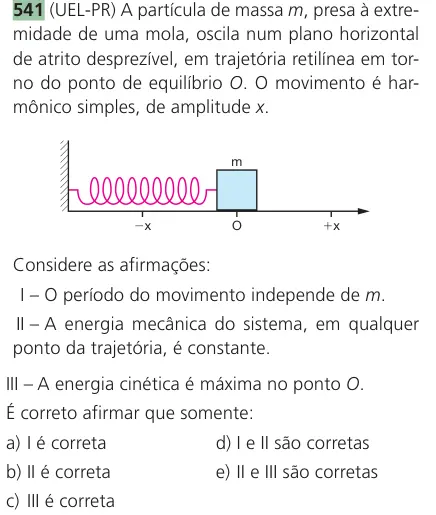 541 (UEL-PR) A partícula de massa m, presa à extre-
midade de uma mola, oscila num plano horizontal
de atrito desprezível, em trajetória retilínea em tor-
no do ponto de equilíbrio O. O movimento é har-
mônico simples, de amplitude x.
m
−x O +x
Considere as afirmações:
I – O período do movimento independe de m.
II – A energia mecânica do sistema, em qualquer
ponto da trajetória, é constante.
III – A energia cinética é máxima no ponto O.
É correto afirmar que somente:
a) I é correta d) I e II são corretas
b) II é correta e) II e III são corretas
c) III é correta